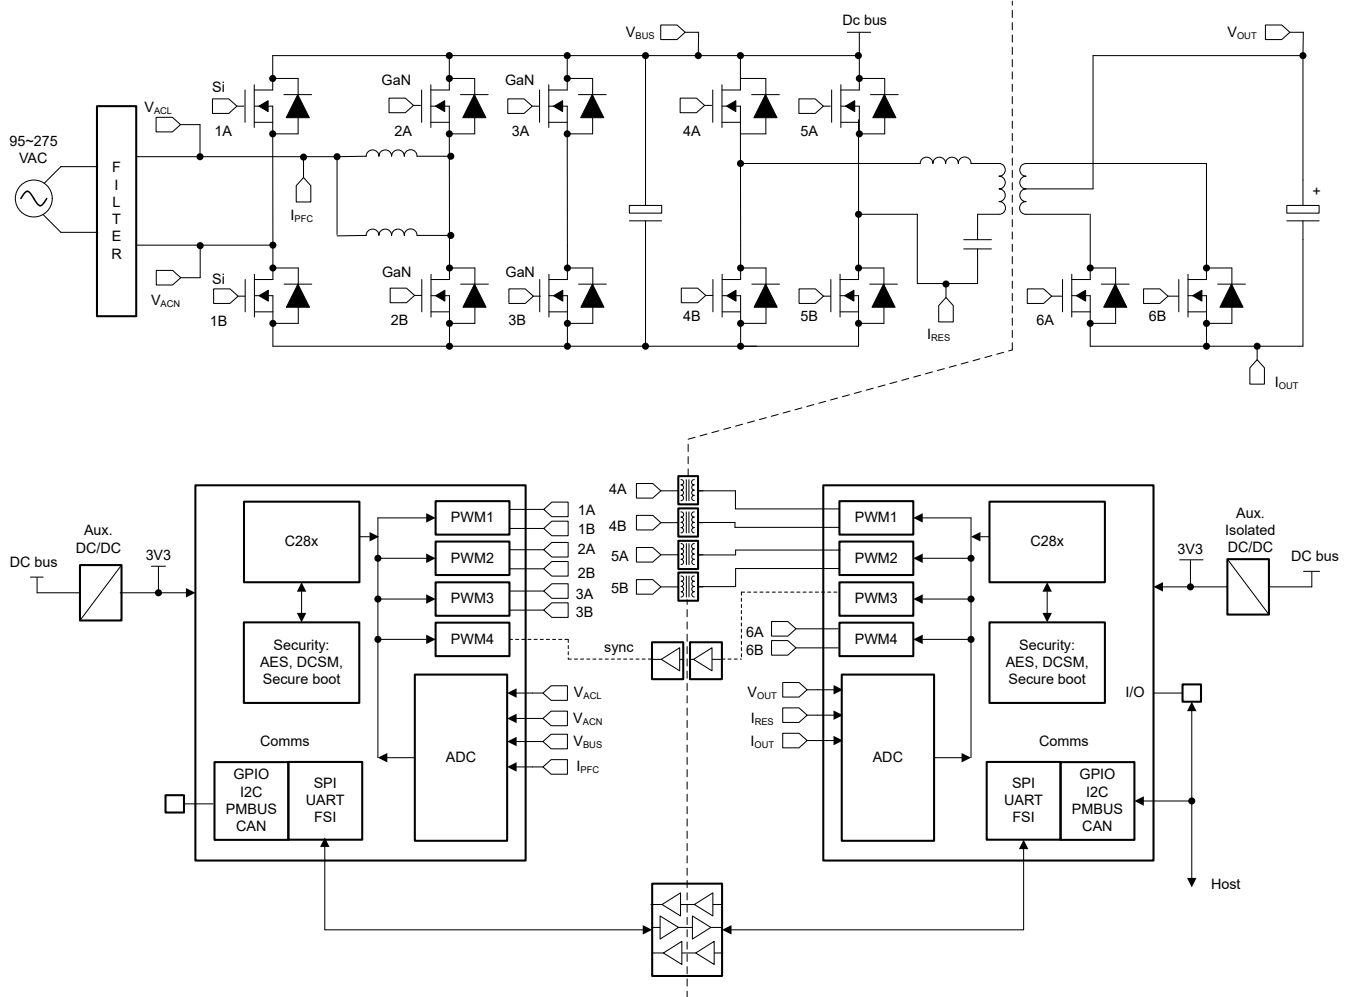 Dc bus
VBUS
VOUT
Si
GaN
GaN
VACL
1A
2A
3A
4A
5A
95~275
VAC
FILTER
IPFC
+
VACN
Si
GaN
GaN
1B
2B
3B
4B
5B
6A
6B
IRES
IOUT
4A
4B
5A
5B
sync
6A
6B
Aux.
DC/DC
DC bus
3V3
C28x
Security:
AES, DCSM,
Secure boot
PWM1
PWM2
PWM3
PWM4
1A
1B
2A
2B
3A
3B
ADC
VACL
VACN
VBUS
IPFC
Comms
GPIO
I2C
PMBUS
CAN
SPI
UART
FSI
PWM1
PWM2
PWM3
PWM4
C28x
Security:
AES, DCSM,
Secure boot
VOUT
IRES
IOUT
ADC
Comms
SPI
UART
FSI
GPIO
I2C
PMBUS
CAN
I/O
Aux.
Isolated
DC/DC
3V3
DC bus
Host